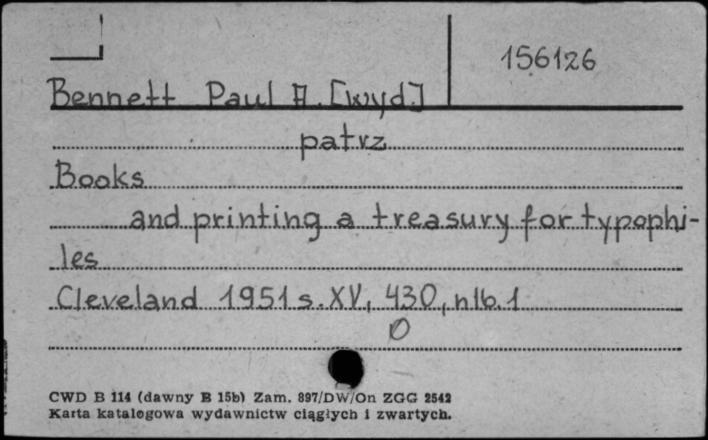 156126
Bennett Paul A. [wyd.]
patrz
Books
and printing a treasury for typophi-
les
Cleveland 1951 s. XV, 430, nlb. 1
0
CWD B 114 (dawny B 15b) Zam. 897/DW/On ZGG 2542
Karta katalogowa wydawnictw ciągłych i zwartych.